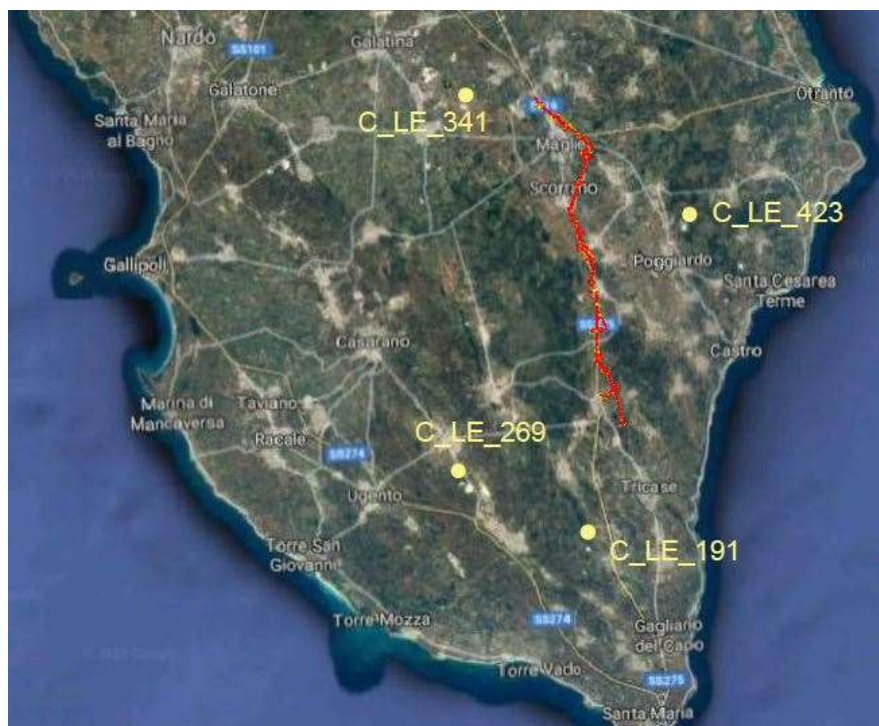 Nardò
SS101
Galatina
Galatone
Santa Maria
al Bagno
C_LE_341
SS16
Otranto
Maglie
Scorrano
C_LE_423
Gallipoli
Poggiardo
Santa Cesarea
Terme
SS275
Casarano
Castro
Marina di
Mancaversa
Taviano
Racale
C_LE_269
SS274
Ugento
Tricase
Torre San
Giovanni
C_LE_191
Torre Mozza
SS274
Gagliano
del Capo
Torre Vado
SS275
Santa Maria